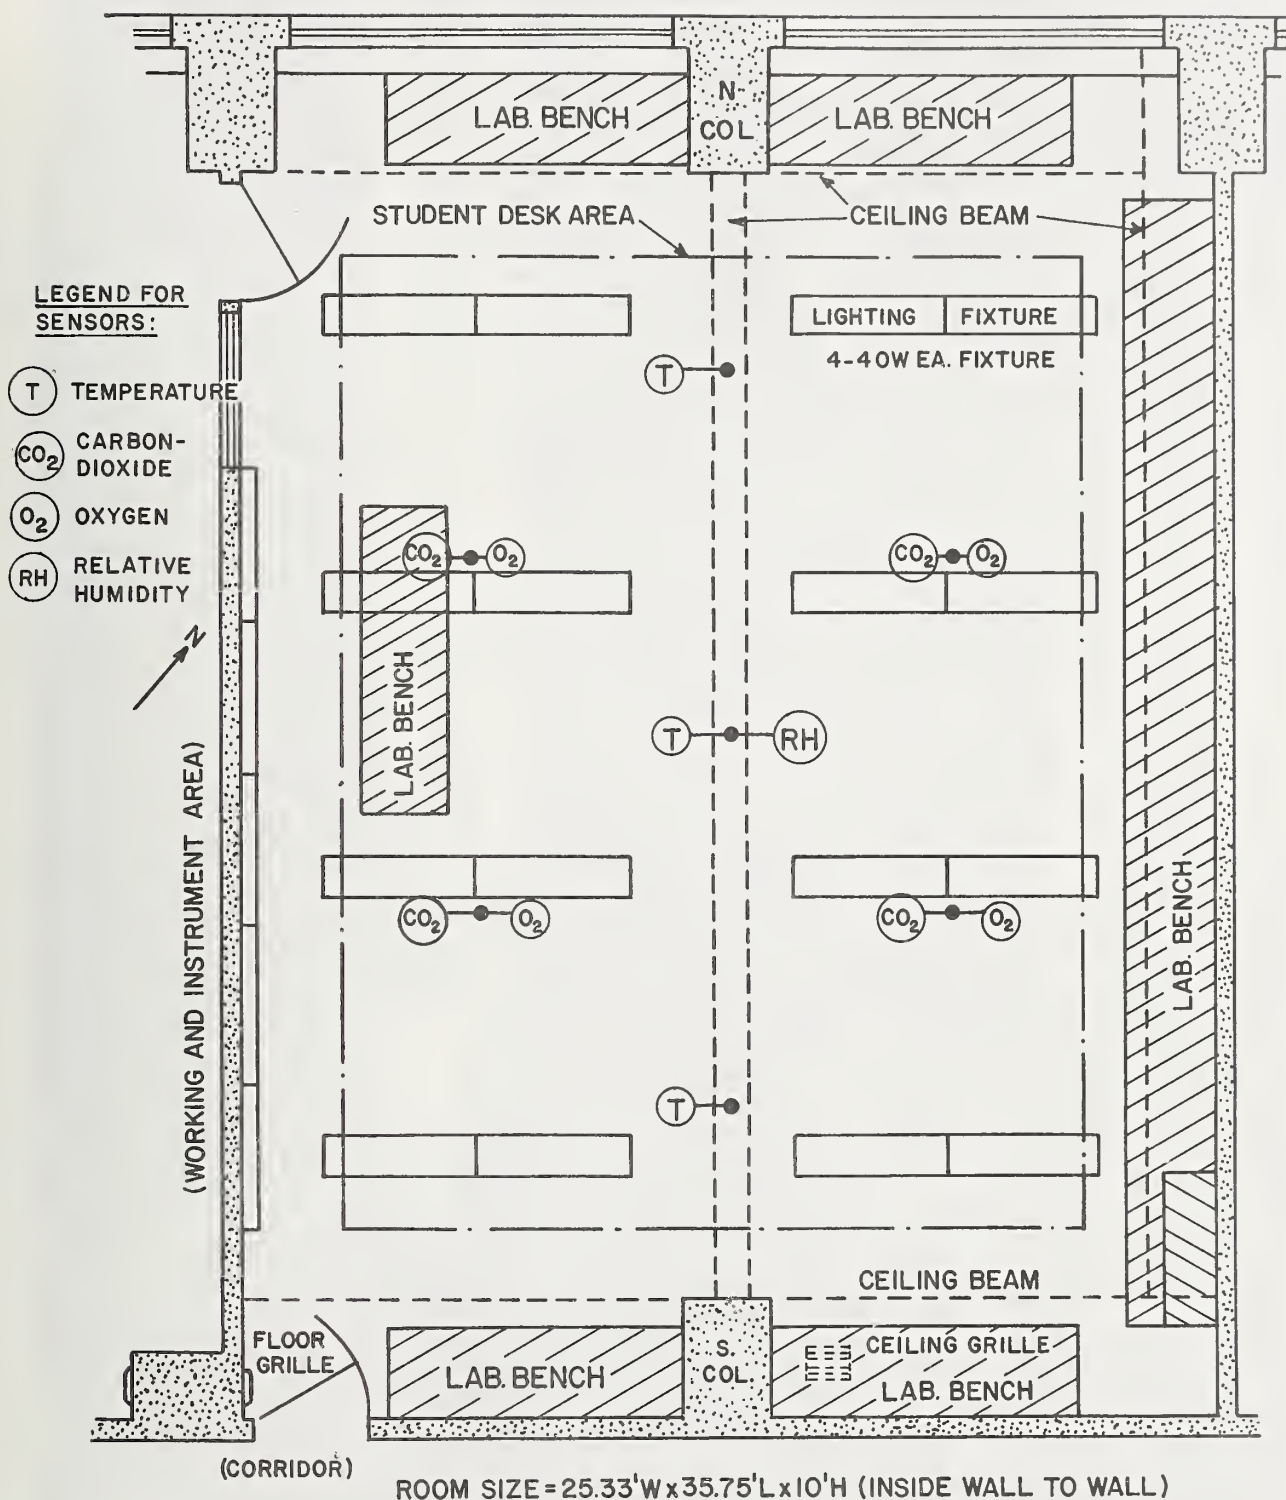 N.
COL
LAB. BENCH
LAB. BENCH
STUDENT DESK AREA
CEILING BEAM
LEGEND FOR
SENSORS:
T TEMPERATURE
CO2 CARBON-
DIOXIDE
O2 OXYGEN
RH RELATIVE
HUMIDITY
LIGHTING FIXTURE
4-40W EA. FIXTURE
T
CO2 O2
CO2 O2
N
LAB. BENCH
T RH
(WORKING AND INSTRUMENT AREA)
CO2 O2
CO2 O2
LAB. BENCH
T
CEILING BEAM
FLOOR
GRILLE
LAB. BENCH
S.
COL.
CEILING GRILLE
LAB. BENCH
(CORRIDOR)
ROOM SIZE=25.33'W x 35.75'L x 10'H (INSIDE WALL TO WALL)